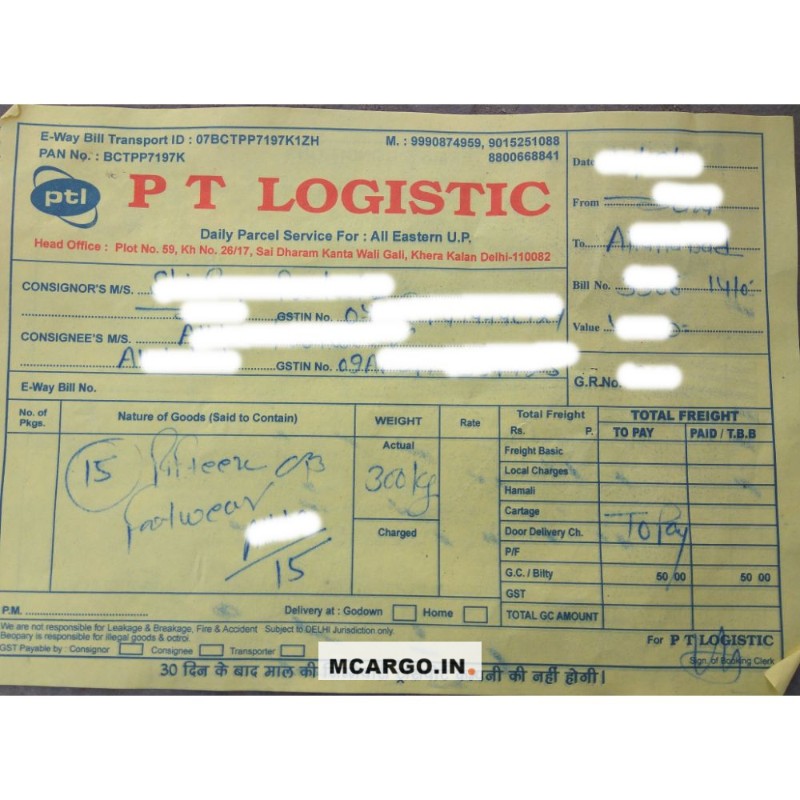 E-Way Bill Transport ID : 07BCTPP7197K1ZH
M. : 9990874959, 9015251088
PAN No. : BCTPP7197K
8800668841
ptl
P T LOGISTIC
Daily Parcel Service For : All Eastern U.P.
Head Office : Plot No. 59, Kh No. 26/17, Sai Dharam Kanta Wali Gali, Khera Kalan Delhi-110082
Date
From
To
Bill No. 14/0
Value
G.R.No.
CONSIGNOR'S M/S.
GSTIN No.
CONSIGNEE'S M/S.
GSTIN No. 09A
E-Way Bill No.
No. of Pkgs.
Nature of Goods (Said to Contain)
WEIGHT
Rate
Total Freight
TOTAL FREIGHT
Rs. P.
TO PAY
PAID / T.B.B
Actual
Freight Basic
Local Charges
Hamali
Cartage
Door Delivery Ch.
To Pay
P/F
G.C. / Bilty 50 00 50 00
GST
TOTAL GC AMOUNT
15 Fifteen CB
Footwear
15
300kg
Charged
P.M.
Delivery at : Godown Home
We are not responsible for Leakage & Breakage, Fire & Accident Subject to DELHI Jurisdiction only.
Beopary is responsible for illegal goods & octroi.
GST Payable by : Consignor Consignee Transporter
For P T LOGISTIC
Sign. of Booking Clerk
30 दिन के बाद माल की नी की नहीं होगी।
MCARGO.IN.